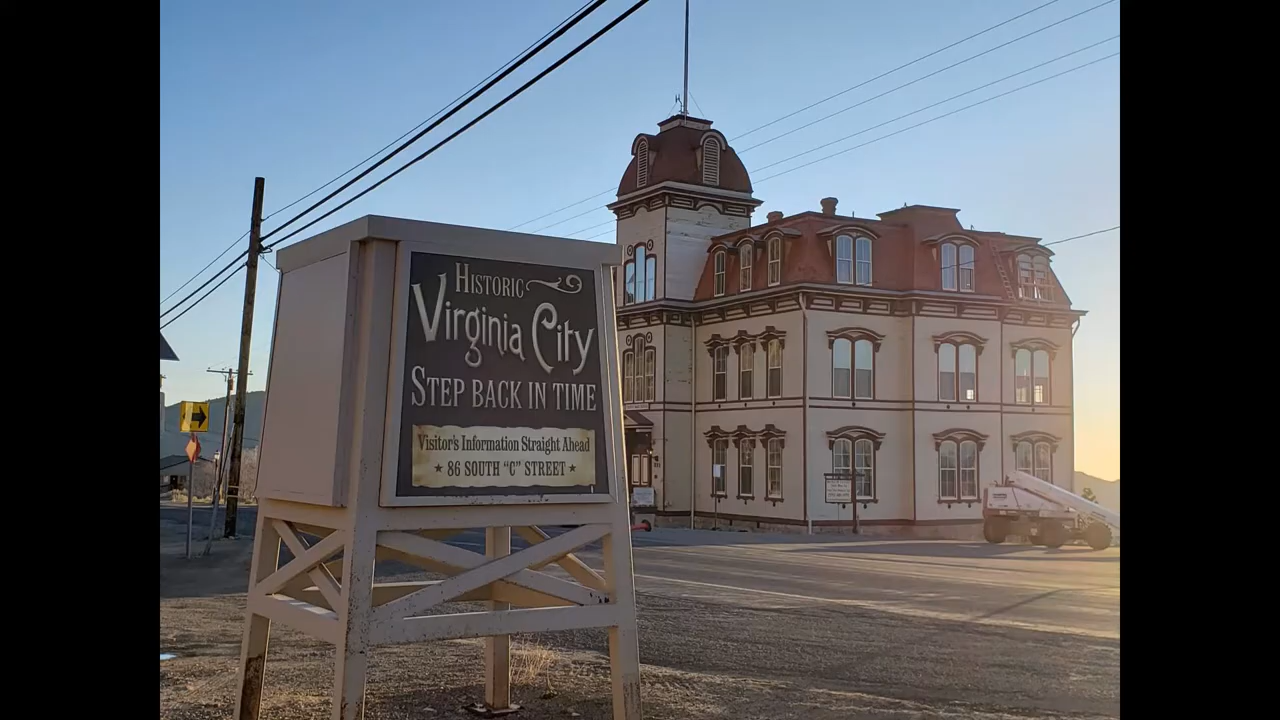 Historic
Virginia City
Step back in time
Visitor's Information Straight Ahead
86 South "C" Street